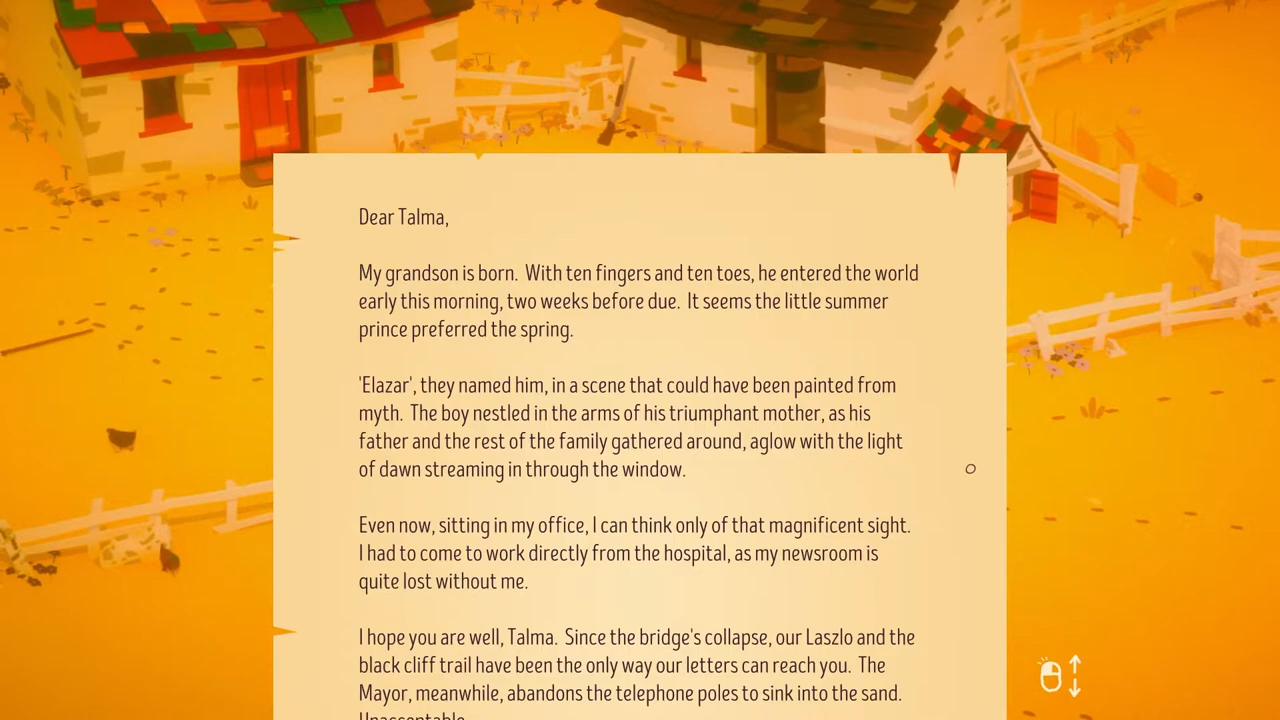 Dear Talma,
My grandson is born.  With ten fingers and ten toes, he entered the world
early this morning, two weeks before due.  It seems the little summer
prince preferred the spring.
'Elazar', they named him, in a scene that could have been painted from
myth.  The boy nestled in the arms of his triumphant mother, as his
father and the rest of the family gathered around, aglow with the light
of dawn streaming in through the window.
Even now, sitting in my office, I can think only of that magnificent sight.
I had to come to work directly from the hospital, as my newsroom is
quite lost without me.
I hope you are well, Talma.  Since the bridge's collapse, our Laszlo and the
black cliff trail have been the only way our letters can reach you.  The
Mayor, meanwhile, abandons the telephone poles to sink into the sand.
Unacceptable.